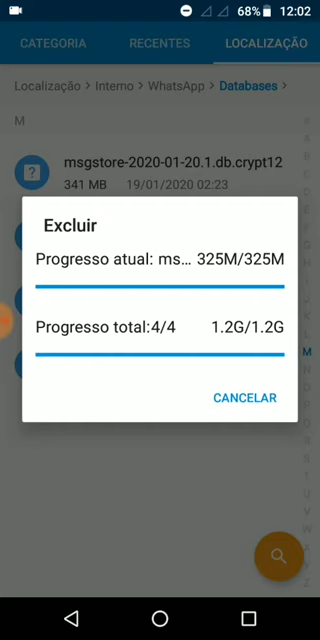 68% 12:02
CATEGORIA RECENTES LOCALIZAÇÃO
Localização > Interno > WhatsApp > Databases >
M
msgstore-2020-01-20.1.db.crypt12
341 MB 19/01/2020 02:23
Excluir
Progresso atual: ms... 325M/325M
Progresso total:4/4 1.2G/1.2G
CANCELAR
M